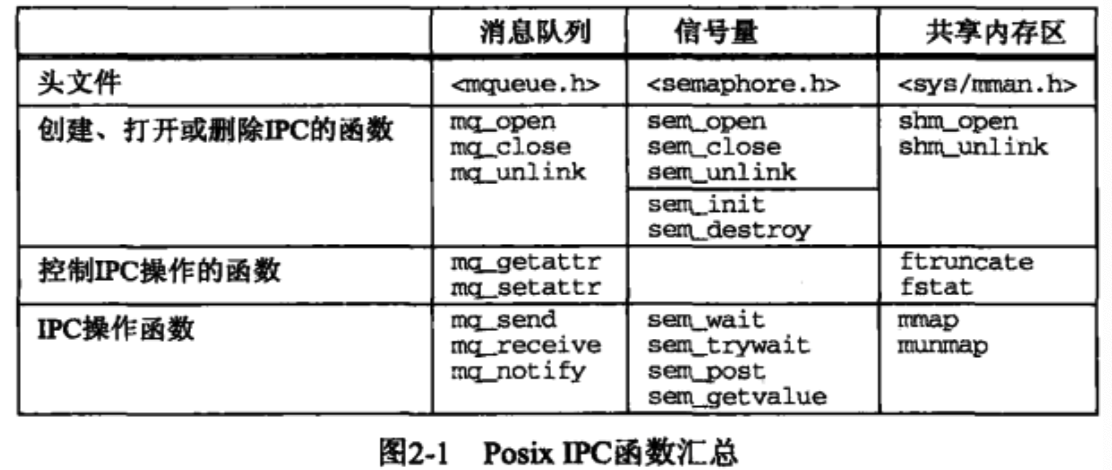 消息队列 信号量 共享内存区
头文件 <mqueue.h> <semaphore.h> <sys/mman.h>
创建、打开或删除IPC的函数 mq_open sem_open shm_open
mq_close sem_close shm_unlink
mq_unlink sem_unlink
sem_init
sem_destroy
控制IPC操作的函数 mq_getattr ftruncate
mq_setattr fstat
IPC操作函数 mq_send sem_wait mmap
mq_receive sem_trywait munmap
mq_notify sem_post
sem_getvalue
图2-1 Posix IPC函数汇总